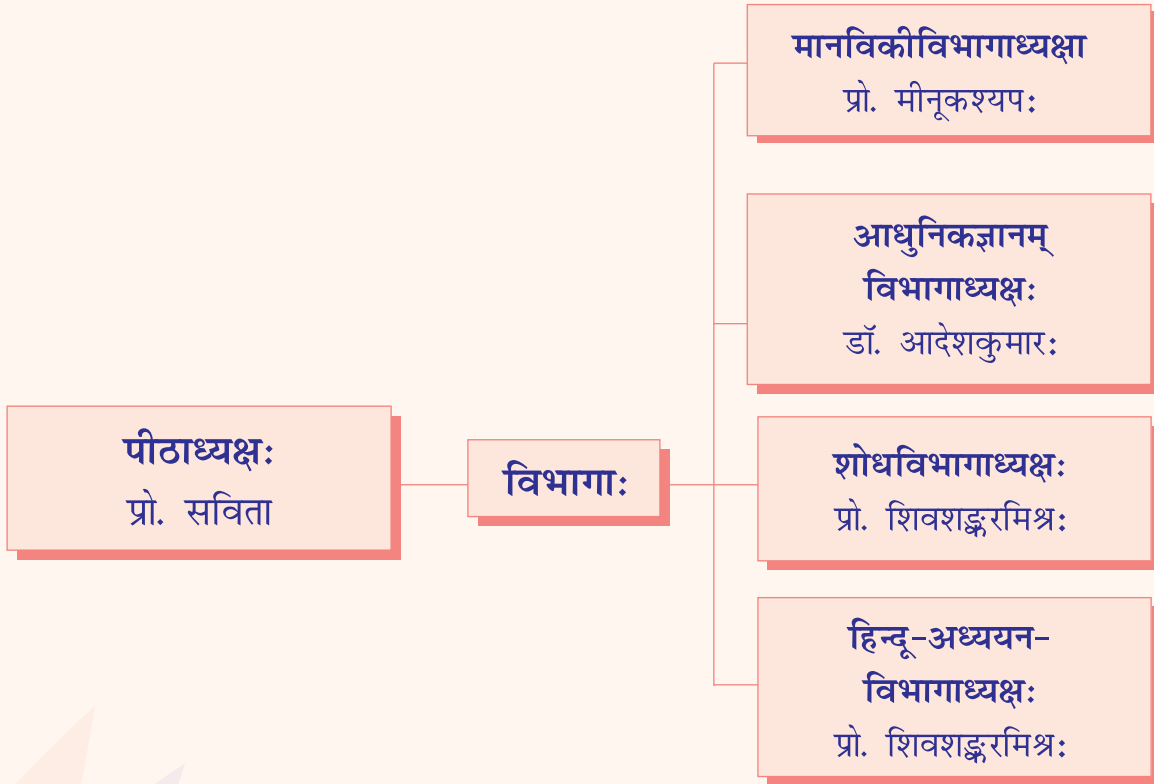 पीठाध्यक्षः
प्रो. सविता
विभागाः
मानविकीविभागाध्यक्षा
प्रो. मीनूकश्यपः
आधुनिकज्ञानम्
विभागाध्यक्षः
डॉ. आदेशकुमारः
शोधविभागाध्यक्षः
प्रो. शिवशङ्करमिश्रः
हिन्दू-अध्ययन-
विभागाध्यक्षः
प्रो. शिवशङ्करमिश्रः